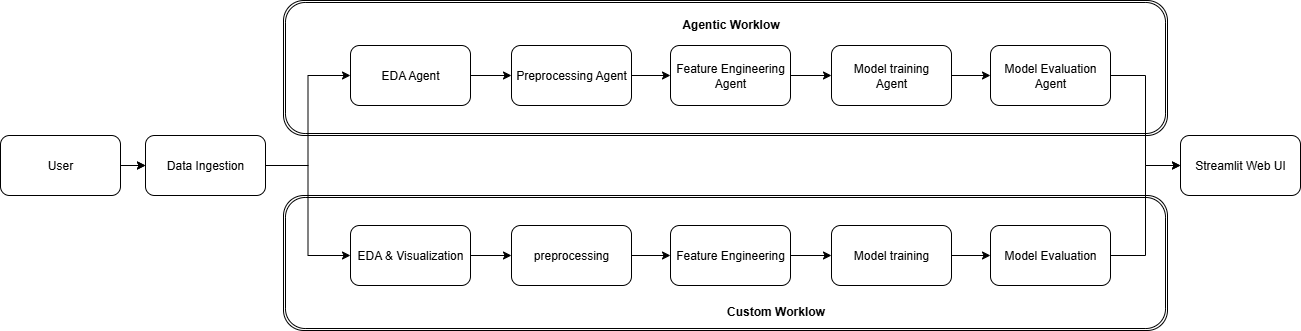 Agentic Worklow
EDA Agent
Preprocessing Agent
Feature Engineering
Agent
Model training
Agent
Model Evaluation
Agent
User
Data Ingestion
Streamlit Web UI
EDA & Visualization
preprocessing
Feature Engineering
Model training
Model Evaluation
Custom Worklow